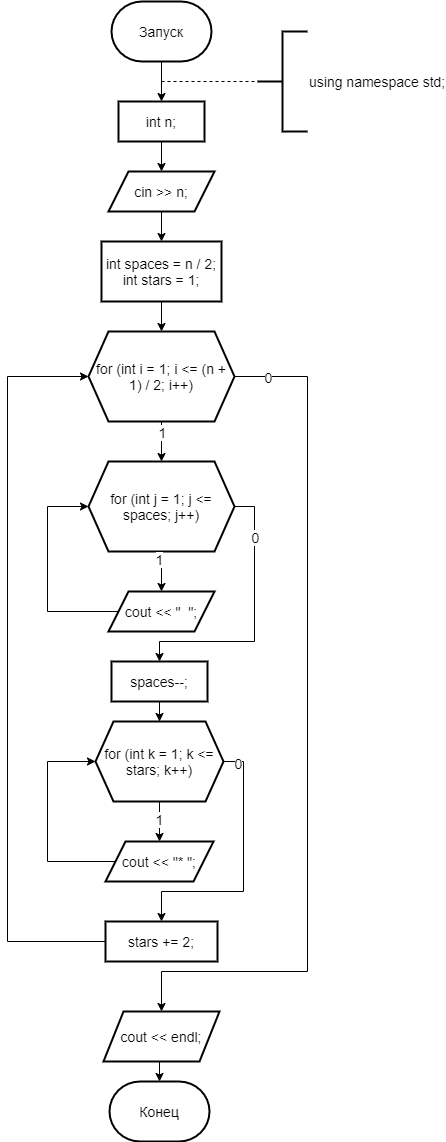 Запуск
using namespace std;
int n;
cin >> n;
int spaces = n / 2;
int stars = 1;
for (int i = 1; i <= (n +
1) / 2; i++)
0
1
for (int j = 1; j <=
spaces; j++)
0
1
cout << "  ";
spaces--;
for (int k = 1; k <=
stars; k++)
0
1
cout << "* ";
stars += 2;
cout << endl;
Конец